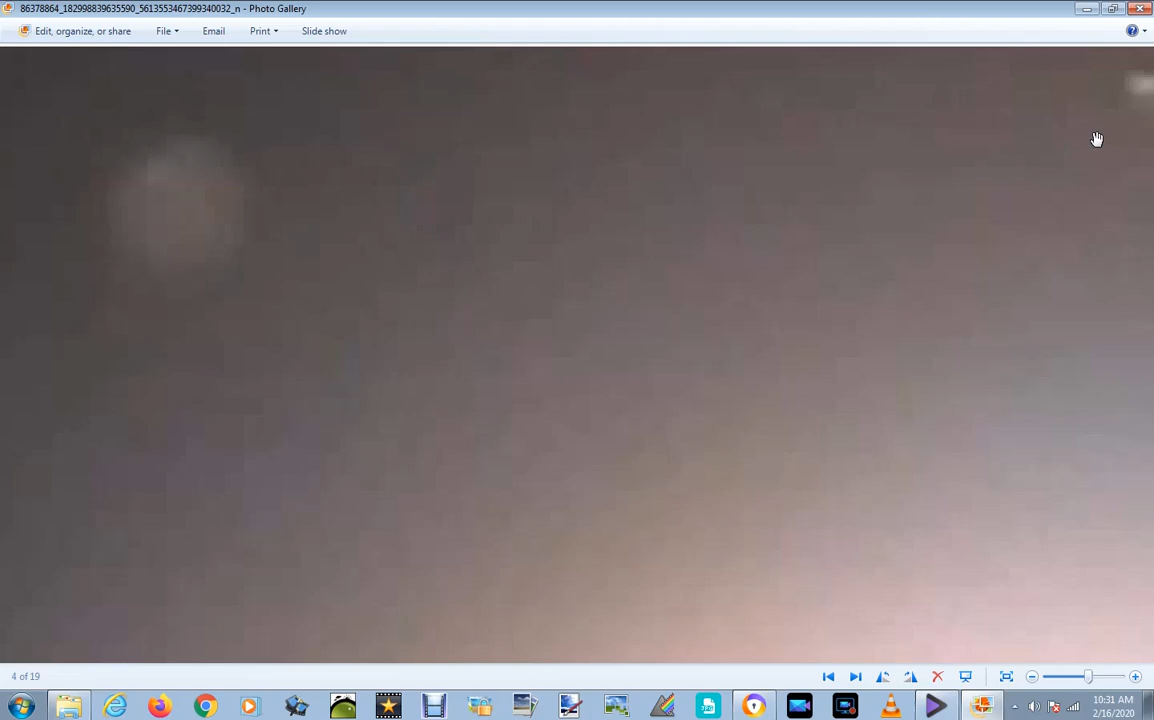 86378864_182998839635590_5613553467399340032_n - Photo Gallery
Edit, organize, or share File Email Print Slide show
4 of 19
JPG
10:31 AM
2/16/2020